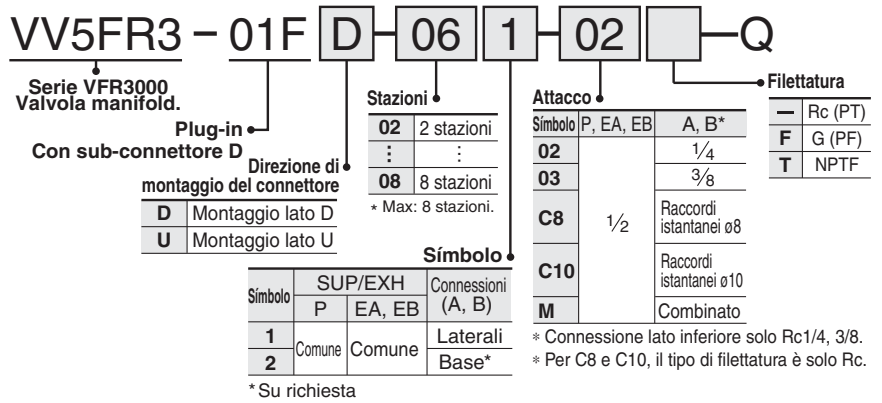 VV5FR3 - 01F D - 06 1 - 02 - Q
Serie VFR3000
Valvola manifold.
Plug-in
Con sub-connettore D
Direzione di
montaggio del connettore
D Montaggio lato D
U Montaggio lato U
Stazioni
02 2 stazioni
⋮ ⋮
08 8 stazioni
* Max: 8 stazioni.
Símbolo
Símbolo SUP/EXH Connessioni (A, B)
P EA, EB
1 Comune Comune Laterali
2 Base*
*Su richiesta
Attacco
Símbolo P, EA, EB A, B*
02 1/2 1/4
03 3/8
C8 Raccordi
istantanei ø8
C10 Raccordi
istantanei ø10
M Combinato
* Connessione lato inferiore solo Rc1/4, 3/8.
* Per C8 e C10, il tipo di filettatura è solo Rc.
Filettatura
— Rc (PT)
F G (PF)
T NPTF